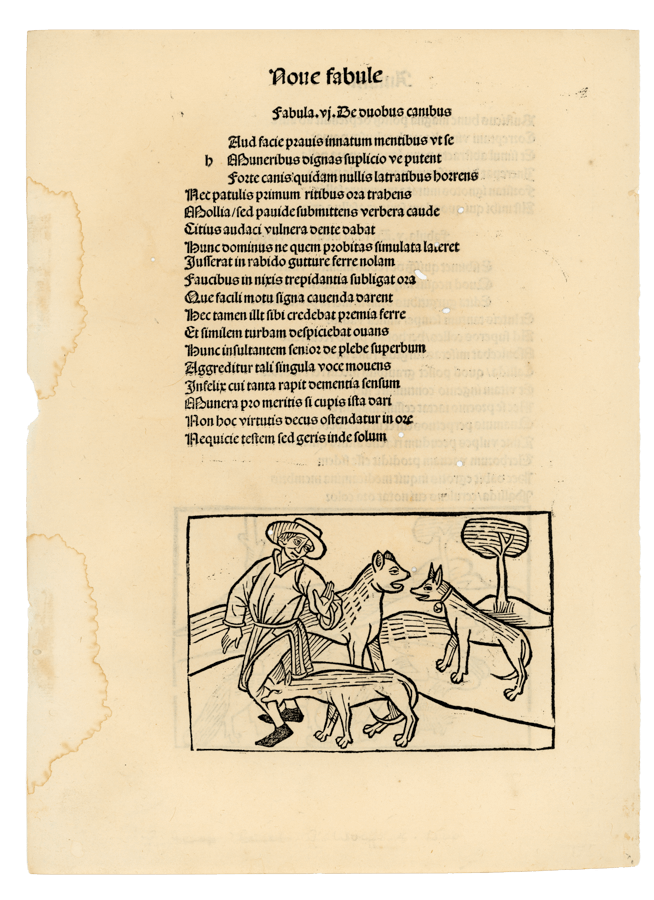 Noue fabule
Fabula.vj.De duobus canibus
Aud facie prauis innatum mentibus vt se
h Muneribus dignas suplicio ve putent
Forte canis quidam nullis latratibus horrens
Nec patulis primum rictibus ora trahens
Mollia/sed pauide submittens verbera caude
Citius audaci vulnera dente dabat
Hunc dominus ne quem probitas simulata lateret
Jusserat in rabido gutture ferre nolam
Faucibus in nixis trepidantia subligat ora
Que facili motu signa cauenda darent
Hec tamen illt sibi credebat premia ferre
Et similem turbam despiciebat ouans
Hunc insultantem senior de plebe superbum
Aggreditur tali singula voce mouens
Infelix cui tanta rapit dementia sensum
Munera pro meritis si cupis ista dari
Non hoc virtutis decus ostendatur in ore
Nequicie testem sed geris inde solum